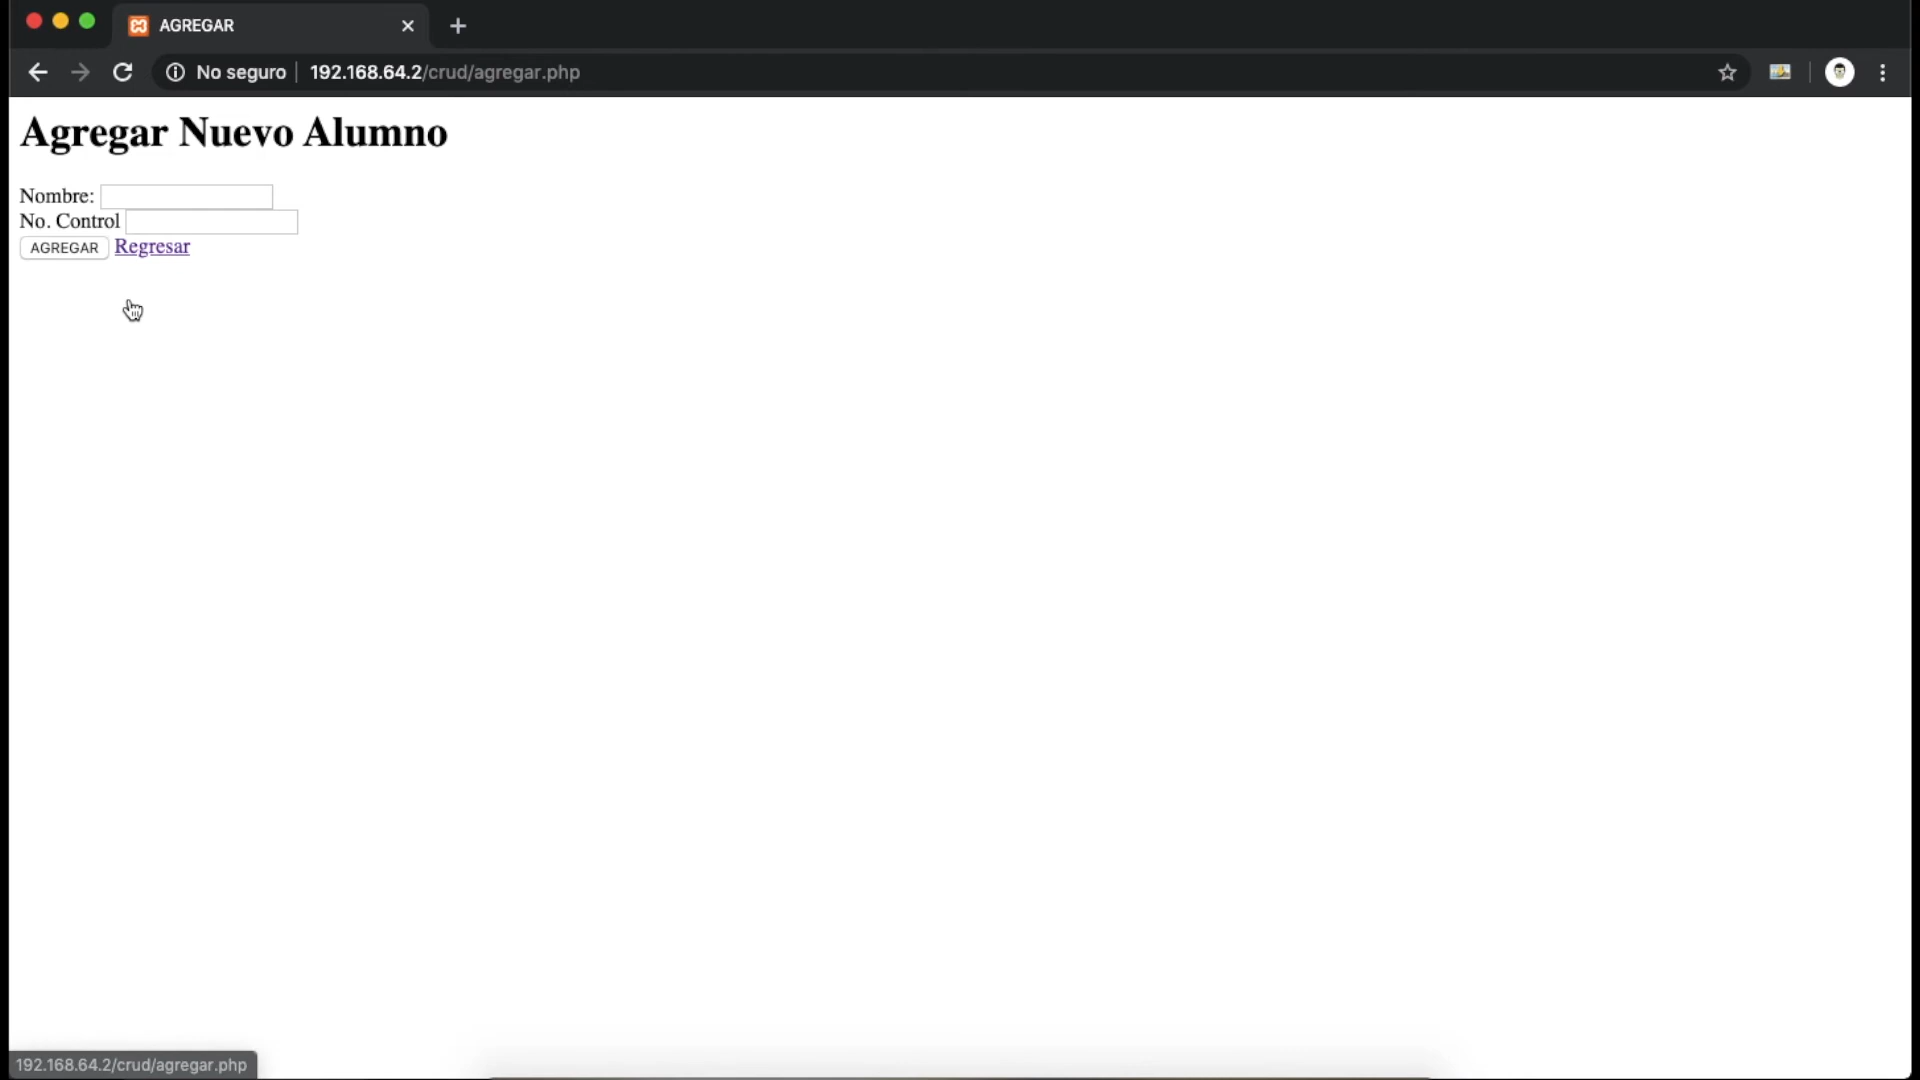 AGREGAR
No seguro 192.168.64.2/crud/agregar.php
Agregar Nuevo Alumno
Nombre:
No. Control
AGREGAR Regresar
192.168.64.2/crud/agregar.php